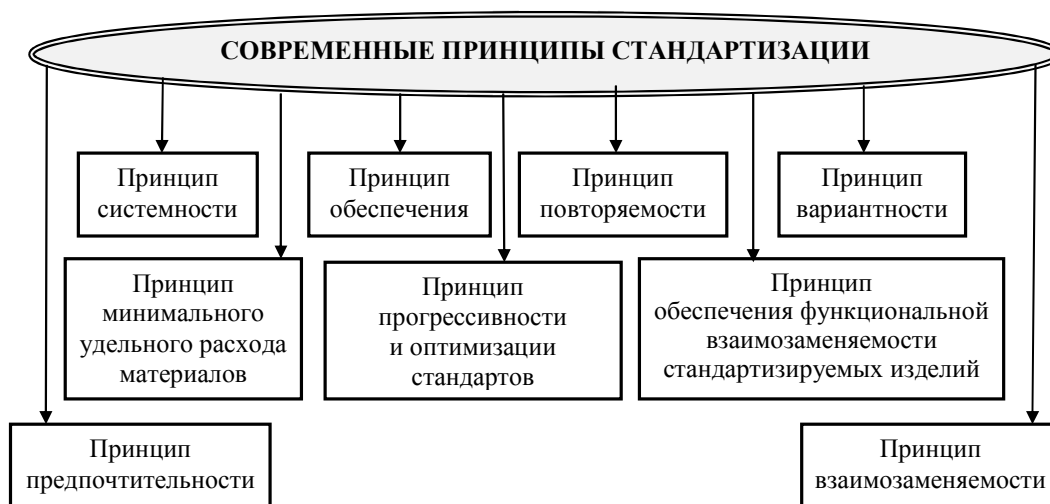 СОВРЕМЕННЫЕ ПРИНЦИПЫ СТАНДАРТИЗАЦИИ
Принцип
системности
Принцип
обеспечения
Принцип
повторяемости
Принцип
вариантности
Принцип
минимального
удельного расхода
материалов
Принцип
прогрессивности
и оптимизации
стандартов
Принцип
обеспечения функциональной
взаимозаменяемости
стандартизируемых изделий
Принцип
предпочтительности
Принцип
взаимозаменяемости